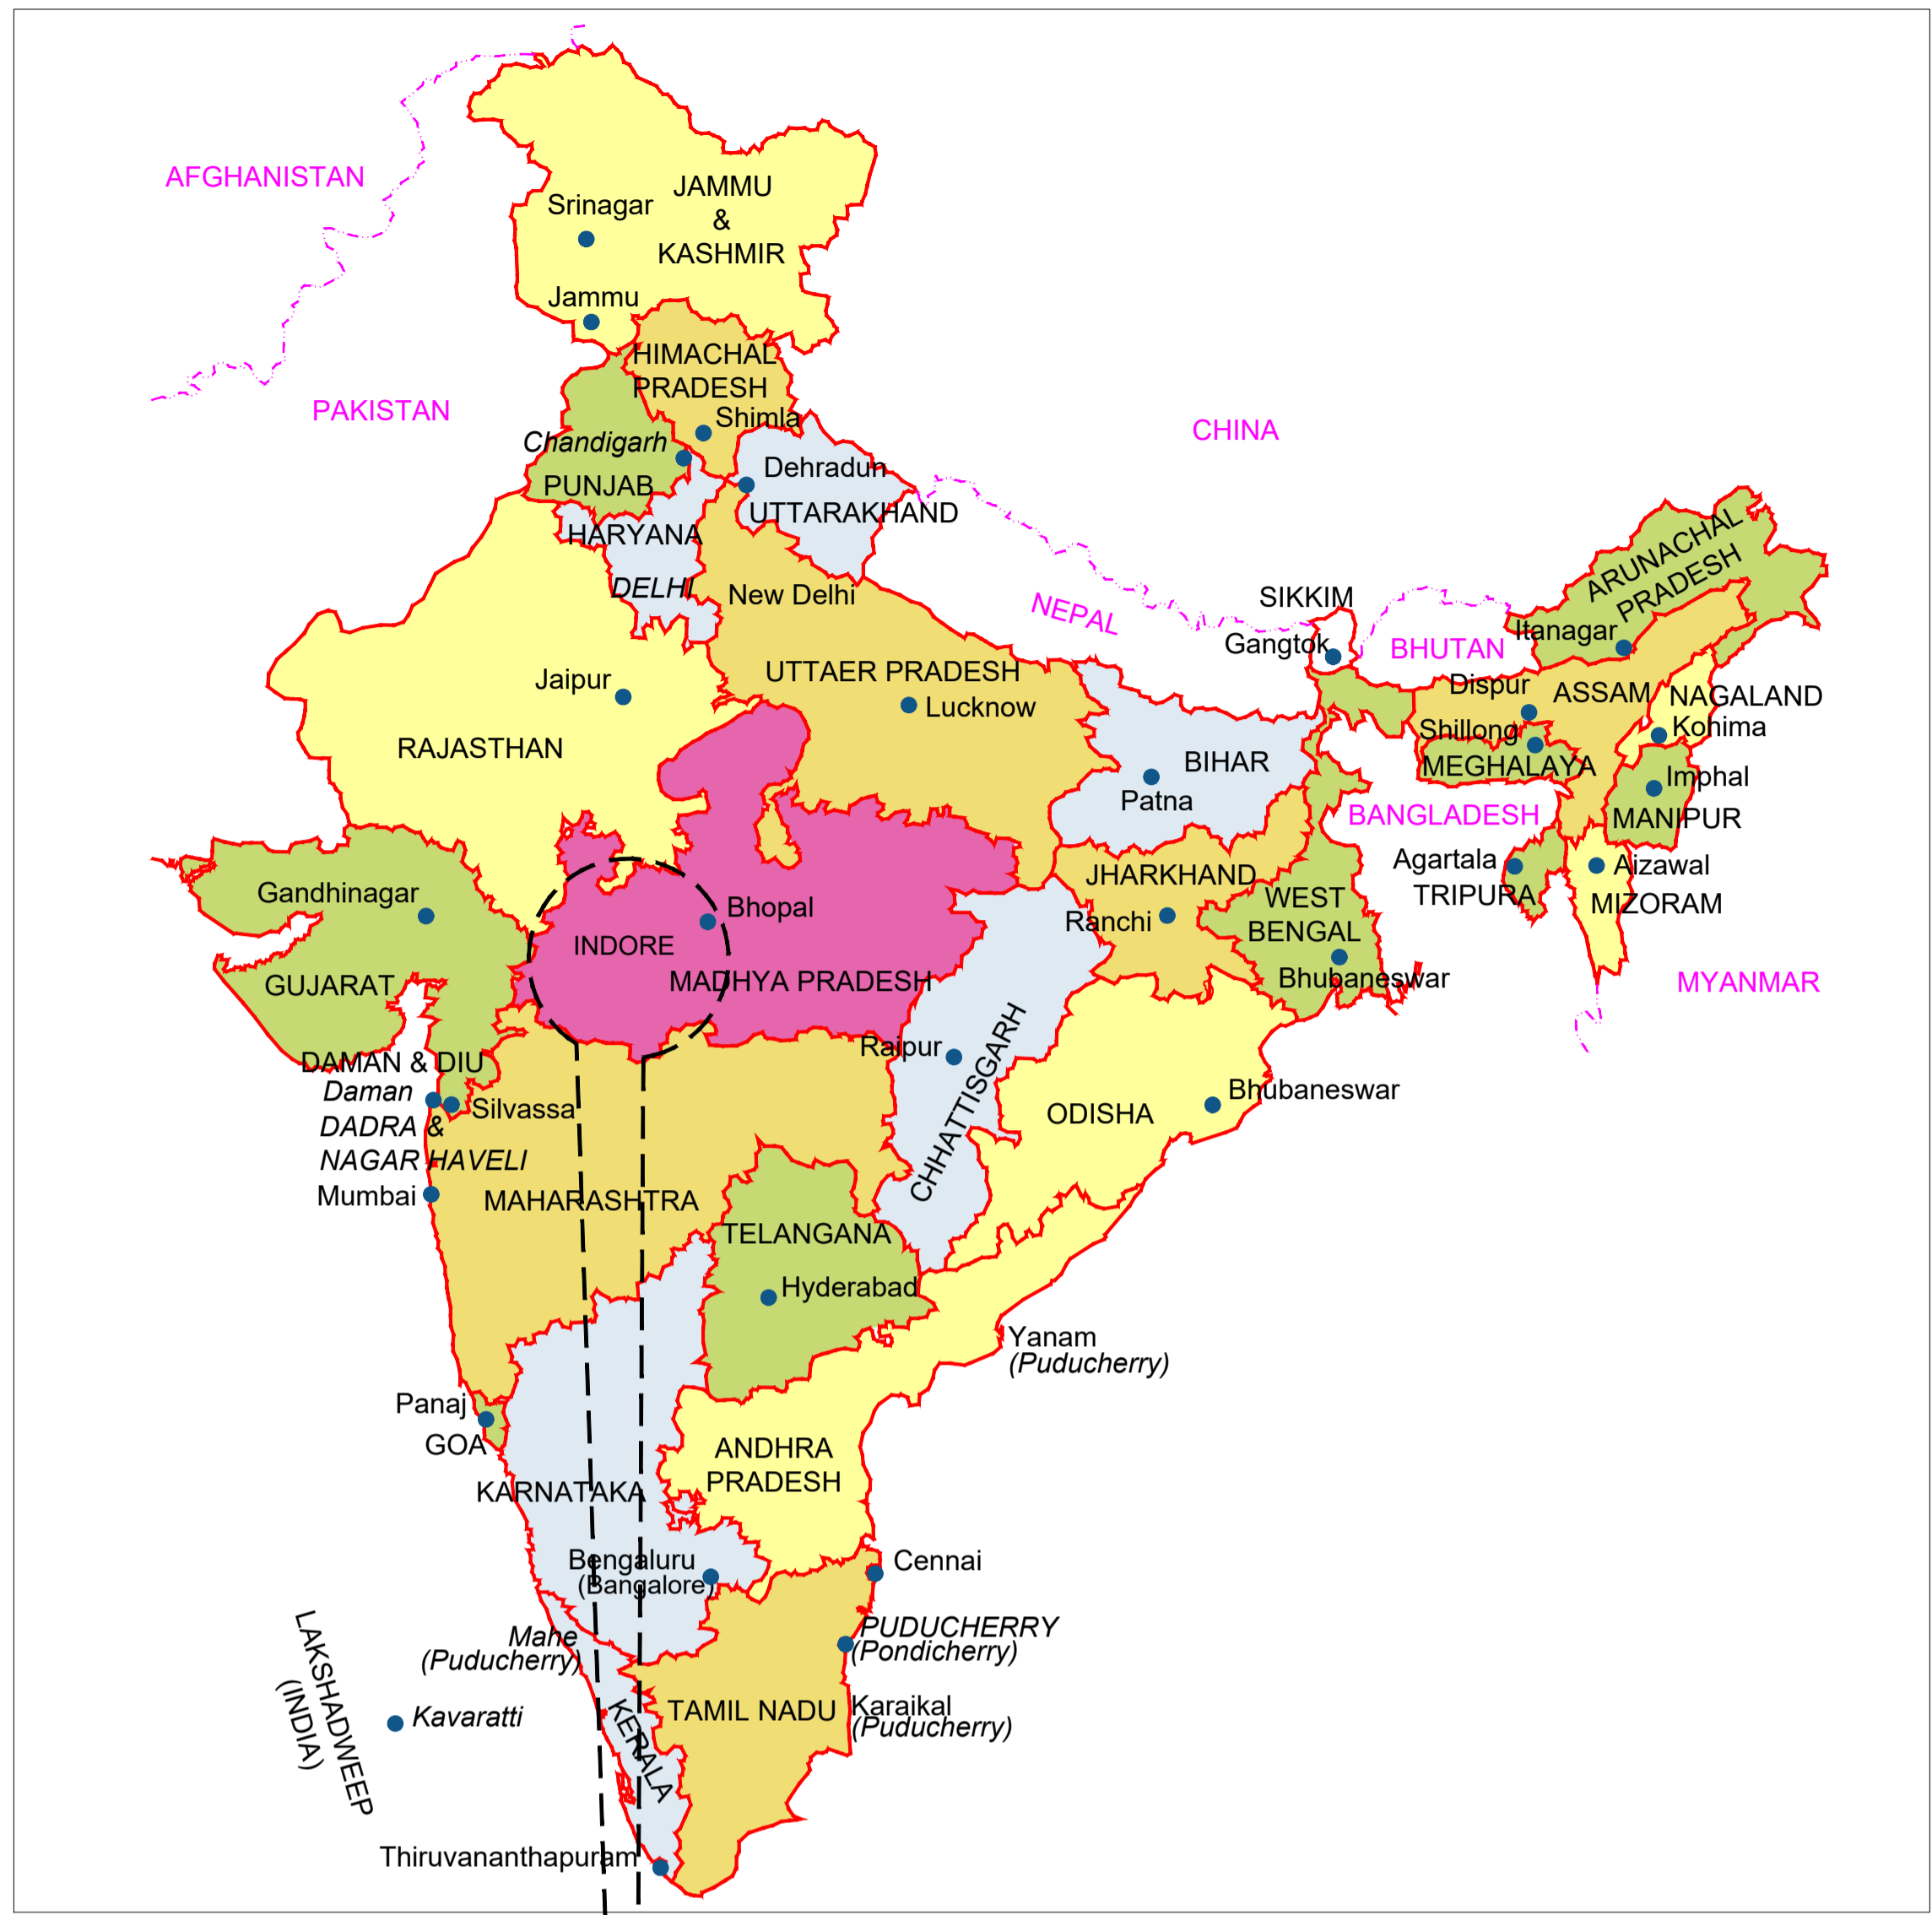 AFGHANISTAN
JAMMU
&
KASHMIR
Srinagar
Jammu
HIMACHAL
PRADESH
PAKISTAN
Shimla
CHINA
Chandigarh
PUNJAB
Dehradun
UTTARAKHAND
HARYANA
DELHI
New Delhi
NEPAL
SIKKIM
Gangtok
BHUTAN
ARUNACHAL
PRADESH
Itanagar
UTTAER PRADESH
Jaipur
Lucknow
Dispur
ASSAM
NAGALAND
Kohima
Shillong
MEGHALAYA
RAJASTHAN
BIHAR
Patna
Imphal
MANIPUR
BANGLADESH
Agartala
TRIPURA
Aizawal
MIZORAM
JHARKHAND
Ranchi
WEST
BENGAL
Bhubaneswar
MYANMAR
Gandhinagar
GUJARAT
Bhopal
INDORE
MADHYA PRADESH
DAMAN & DIU
Daman
Silvassa
DADRA &
NAGAR HAVELI
Mumbai
MAHARASHTRA
Raipur
CHHATTISGARH
ODISHA
Bhubaneswar
TELANGANA
Hyderabad
Yanam
(Puducherry)
Panaj
GOA
KARNATAKA
ANDHRA
PRADESH
Bengaluru
(Bangalore)
Cennai
Mahe
(Puducherry)
PUDUCHERRY
(Pondicherry)
LAKSHADWEEP
(INDIA)
Kavaratti
KERALA
TAMIL NADU
Karaikal
(Puducherry)
Thiruvananthapuram